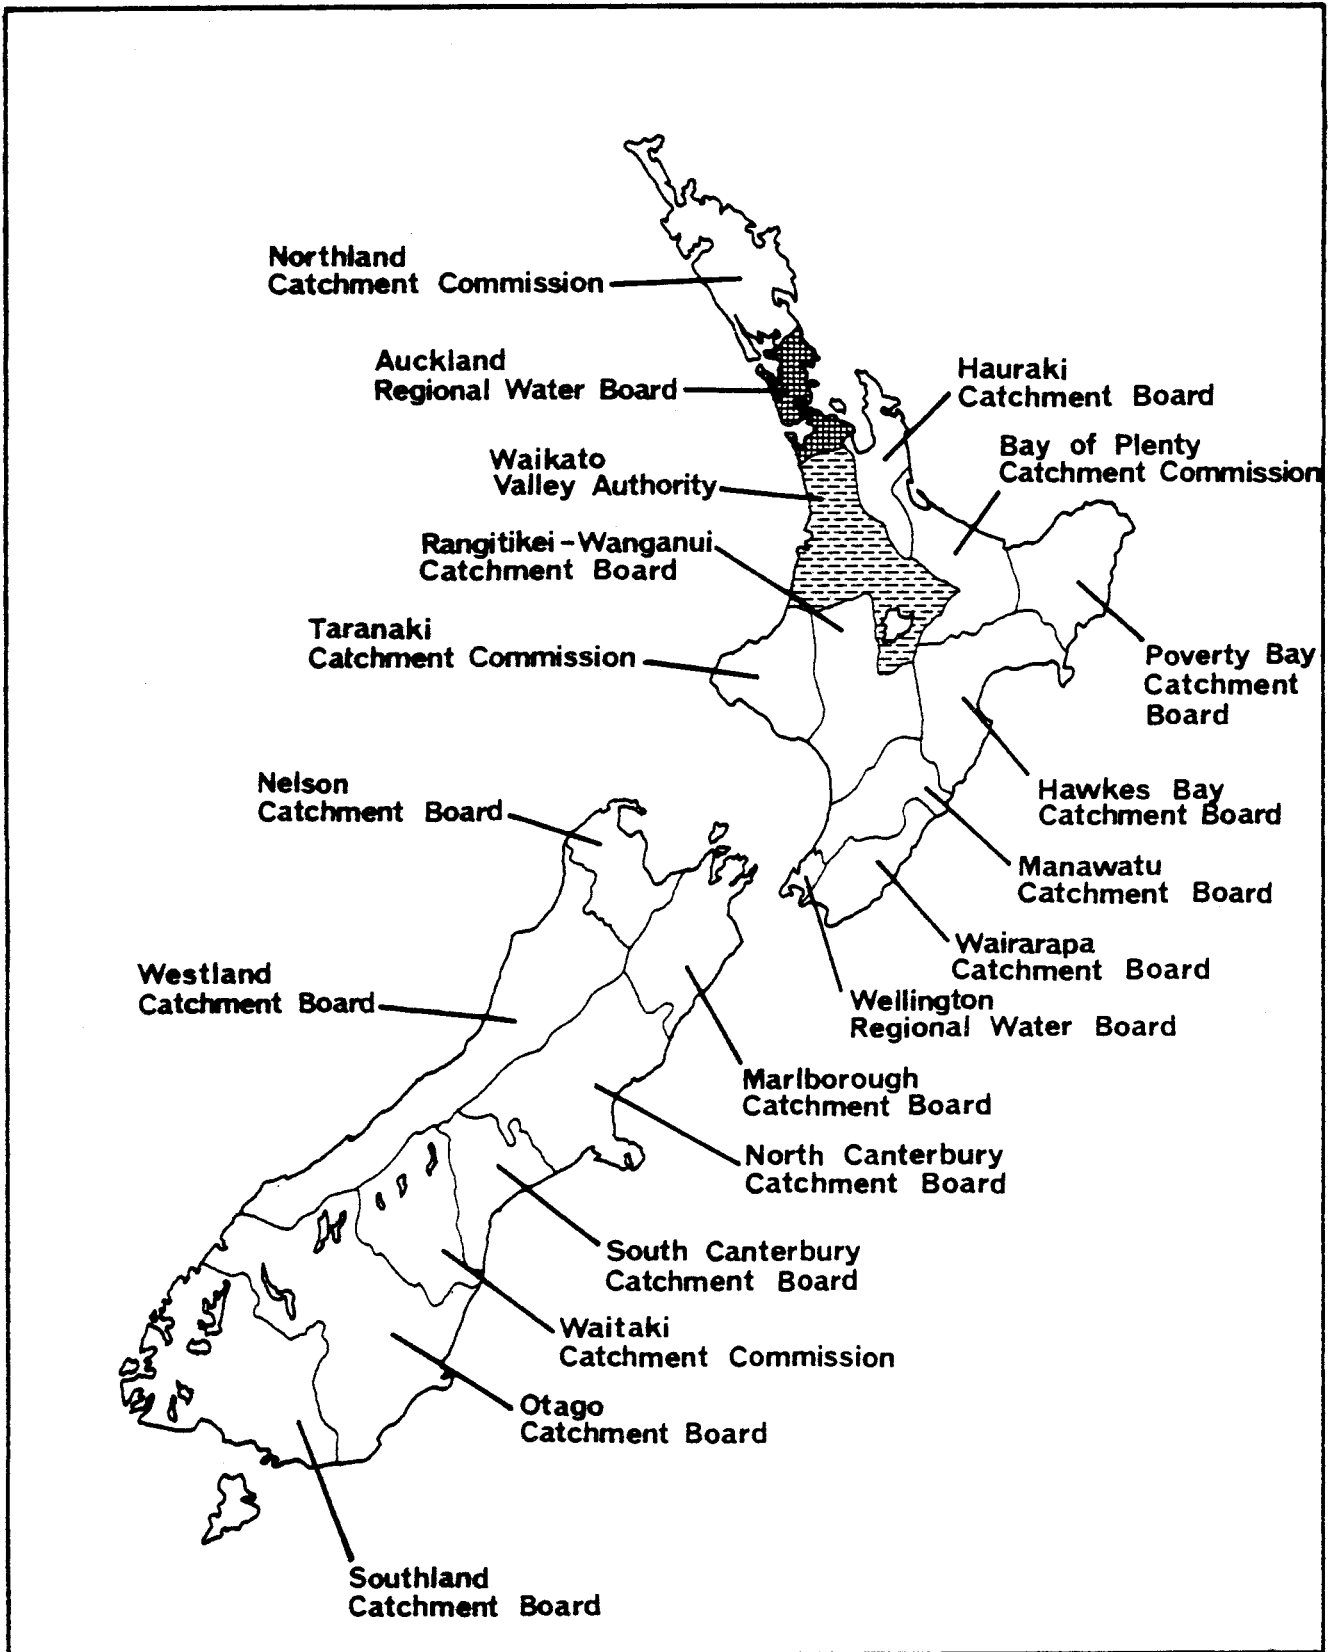 Northland
Catchment Commission
Auckland
Regional Water Board
Hauraki
Catchment Board
Bay of Plenty
Catchment Commission
Waikato
Valley Authority
Rangitikei-Wanganui
Catchment Board
Taranaki
Catchment Commission
Poverty Bay
Catchment
Board
Nelson
Catchment Board
Hawkes Bay
Catchment Board
Manawatu
Catchment Board
Wairarapa
Catchment Board
Westland
Catchment Board
Wellington
Regional Water Board
Marlborough
Catchment Board
North Canterbury
Catchment Board
South Canterbury
Catchment Board
Waitaki
Catchment Commission
Otago
Catchment Board
Southland
Catchment Board